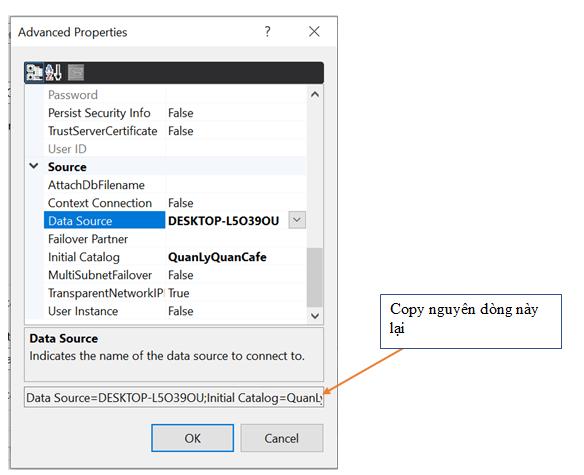 Advanced Properties
?
Password
Persist Security Info False
TrustServerCertificate False
User ID
Source
AttachDbFilename
Context Connection False
Data Source DESKTOP-L5O39OU
Failover Partner
Initial Catalog QuanLyQuanCafe
MultiSubnetFailover False
TransparentNetworkIPI True
User Instance False
Data Source
Indicates the name of the data source to connect to.
Data Source=DESKTOP-L5O39OU;Initial Catalog=QuanLy
OK Cancel
Copy nguyên dòng này
lại